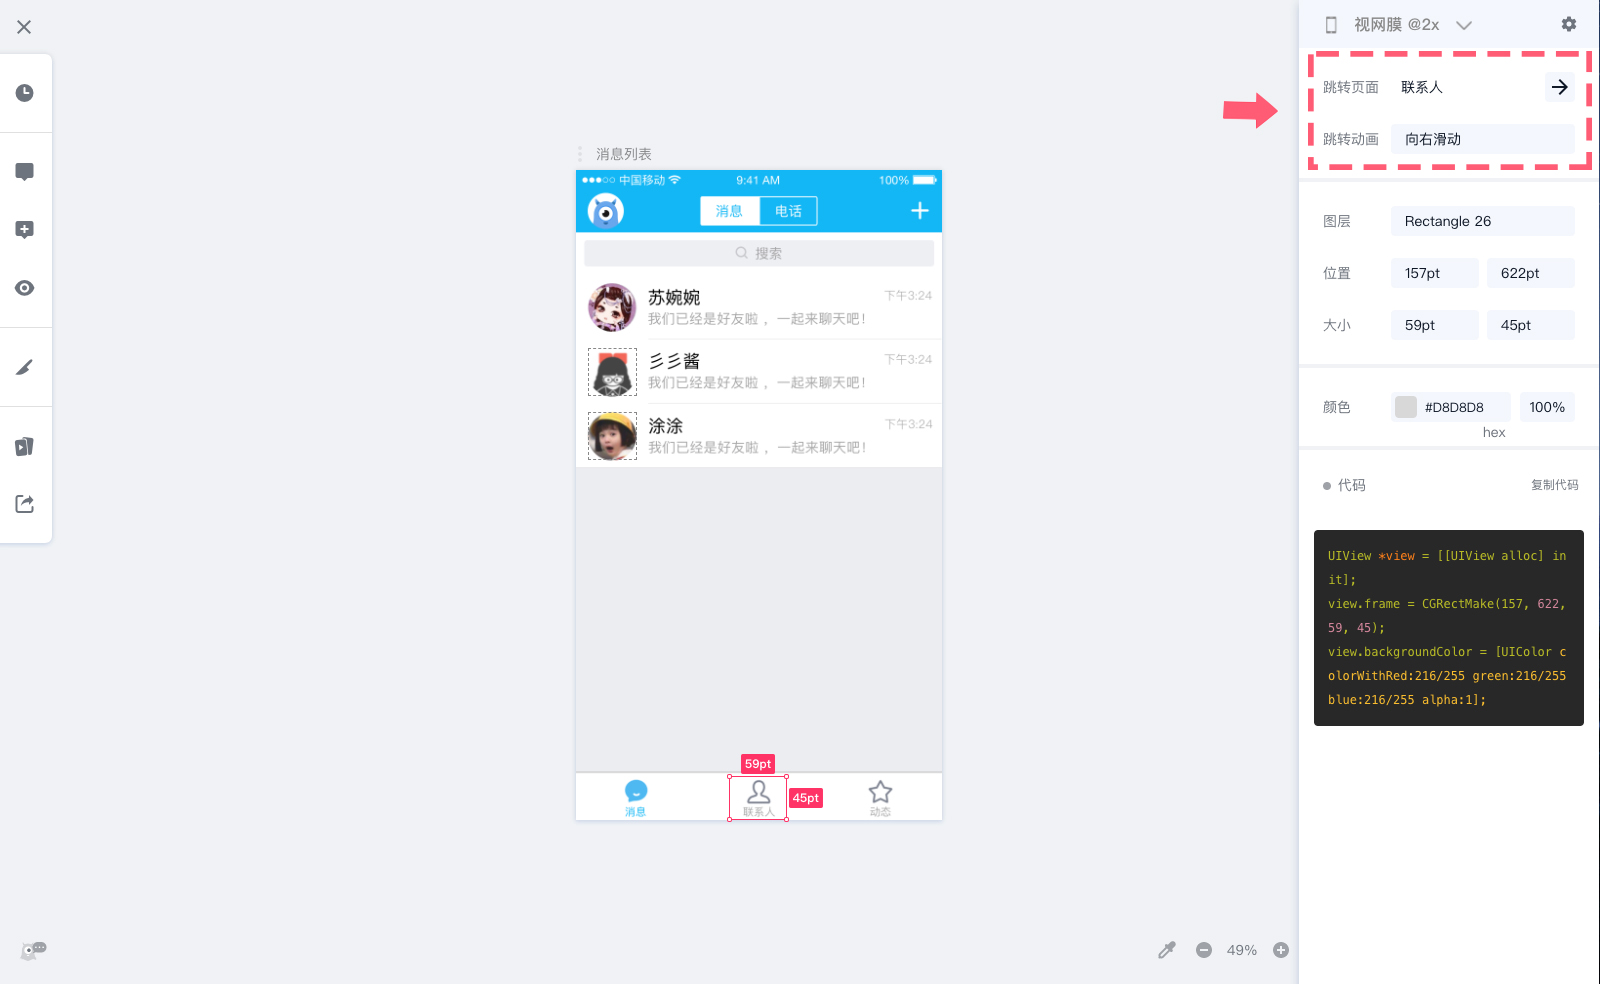 视网膜 @2x
跳转页面 联系人
跳转动画 向右滑动
消息列表
中国移动 9:41 AM 100%
消息 电话
搜索
苏婉婉 下午3:24
我们已经是好友啦，一起来聊天吧！
彡彡酱 下午3:24
我们已经是好友啦，一起来聊天吧！
涂涂 下午3:24
我们已经是好友啦，一起来聊天吧！
59pt
45pt
消息 联系人 动态
图层 Rectangle 26
位置 157pt 622pt
大小 59pt 45pt
颜色 #D8D8D8 100%
hex
代码 复制代码
UIView *view = [[UIView alloc] in
it];
view.frame = CGRectMake(157, 622,
59, 45);
view.backgroundColor = [UIColor c
olorWithRed:216/255 green:216/255
blue:216/255 alpha:1];
49%